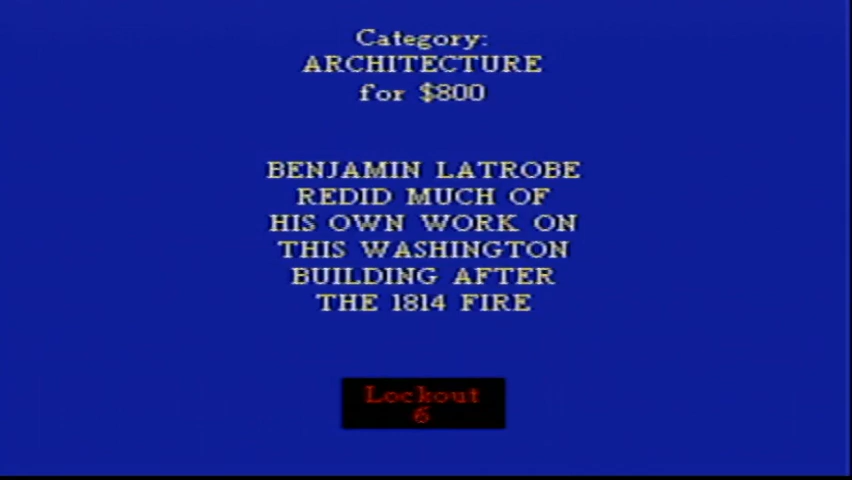 Category:
ARCHITECTURE
for $800
BENJAMIN LATROBE
REDID MUCH OF
HIS OWN WORK ON
THIS WASHINGTON
BUILDING AFTER
THE 1814 FIRE
Lockout
6